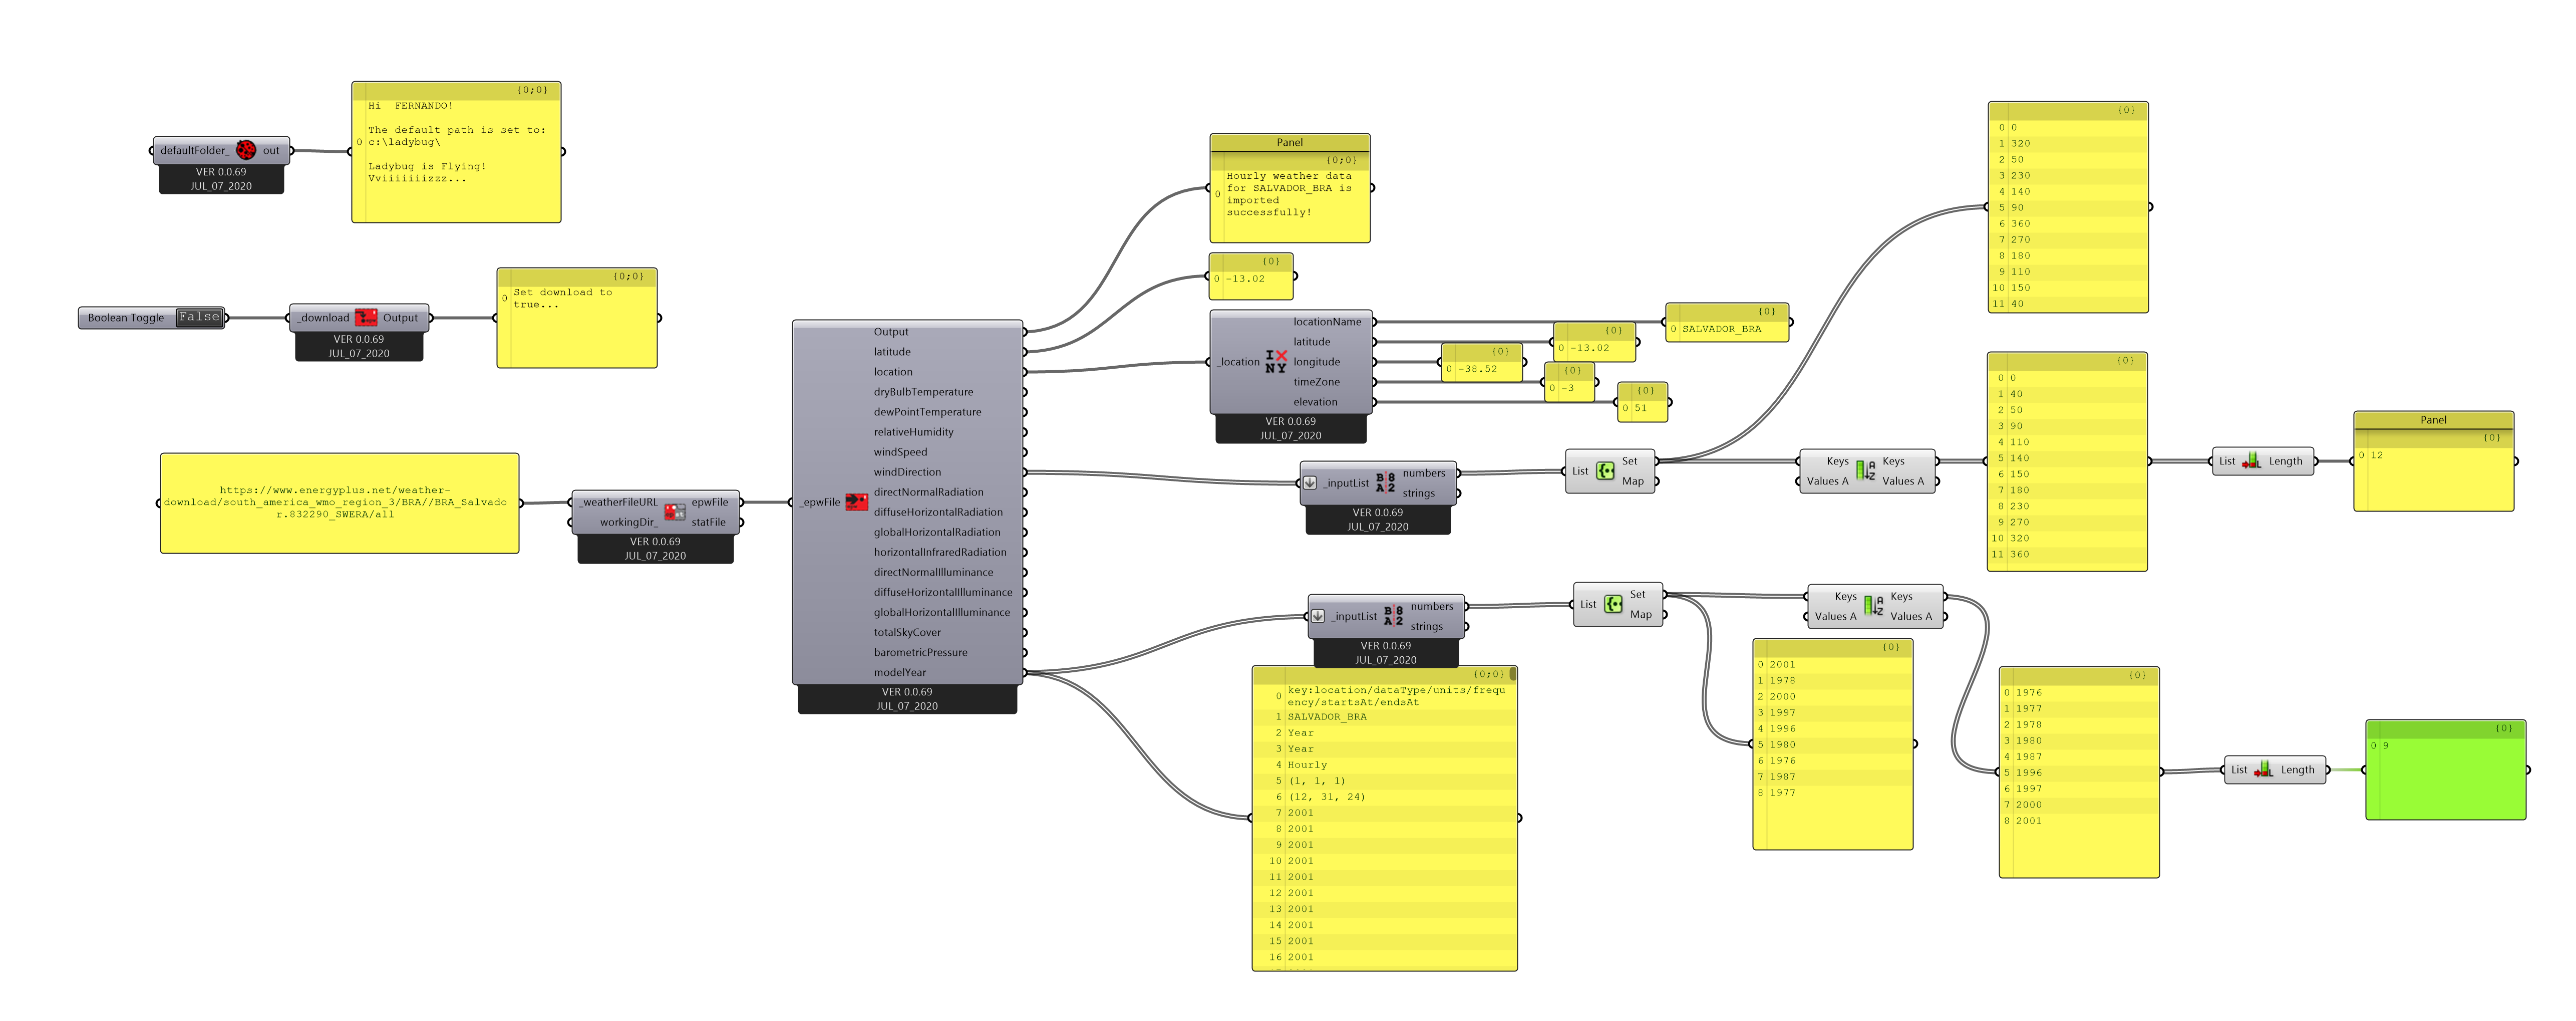 defaultFolder_ out
VER 0.0.69
JUL_07_2020
{0;0}
0
Hi  FERNANDO!
The default path is set to:
c:\ladybug\
Ladybug is Flying!
Vviiiiiiizzz...
Boolean Toggle False
_download Output
VER 0.0.69
JUL_07_2020
{0;0}
0 Set download to
true...
https://www.energyplus.net/weather-
download/south_america_wmo_region_3/BRA//BRA_Salvado
r.832290_SWERA/all
_weatherFileURL epwFile
workingDir_ statFile
VER 0.0.69
JUL_07_2020
_epwFile
Output
latitude
location
dryBulbTemperature
dewPointTemperature
relativeHumidity
windSpeed
windDirection
directNormalRadiation
diffuseHorizontalRadiation
globalHorizontalRadiation
horizontalInfraredRadiation
directNormalIlluminance
diffuseHorizontalIlluminance
globalHorizontalIlluminance
totalSkyCover
barometricPressure
modelYear
VER 0.0.69
JUL_07_2020
Panel
{0;0}
0
Hourly weather data
for SALVADOR_BRA is
imported
successfully!
{0}
0 -13.02
_location
IX
NY
locationName
latitude
longitude
timeZone
elevation
VER 0.0.69
JUL_07_2020
{0}
0 SALVADOR_BRA
{0}
0 -13.02
{0}
0 -38.52
{0}
0 -3
{0}
0 51
_inputList
B8
A2
numbers
strings
VER 0.0.69
JUL_07_2020
List
Set
Map
{0}
0 0
1 320
2 50
3 230
4 140
5 90
6 360
7 270
8 180
9 110
10 150
11 40
Keys Keys
Values A Values A
A
Z
{0}
0 0
1 40
2 50
3 90
4 110
5 140
6 150
7 180
8 230
9 270
10 320
11 360
List L Length
Panel
{0}
0 12
_inputList
B8
A2
numbers
strings
VER 0.0.69
JUL_07_2020
List
Set
Map
Keys Keys
Values A Values A
A
Z
{0;0}
0 key:location/dataType/units/frequ
ency/startsAt/endsAt
1 SALVADOR_BRA
2 Year
3 Year
4 Hourly
5 (1, 1, 1)
6 (12, 31, 24)
7 2001
8 2001
9 2001
10 2001
11 2001
12 2001
13 2001
14 2001
15 2001
16 2001
{0}
0 2001
1 1978
2 2000
3 1997
4 1996
5 1980
6 1976
7 1987
8 1977
{0}
0 1976
1 1977
2 1978
3 1980
4 1987
5 1996
6 1997
7 2000
8 2001
List L Length
{0}
0 9